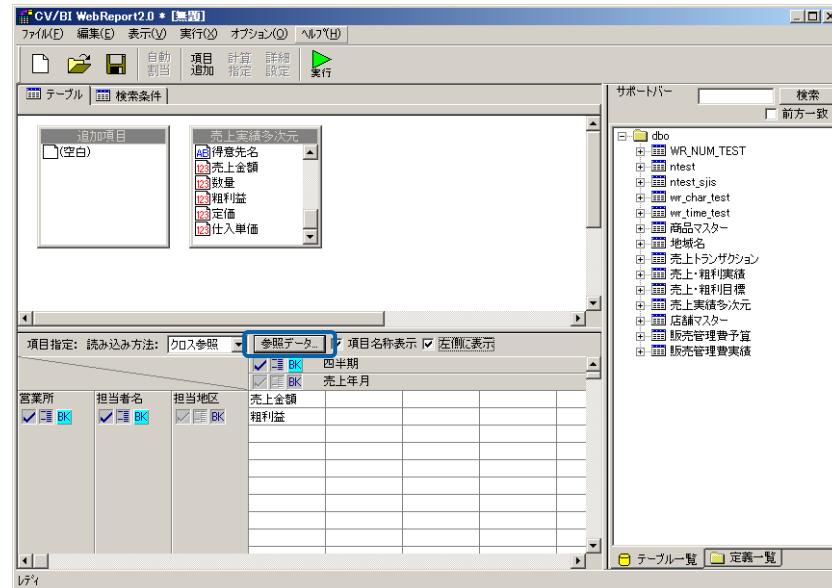 CV/BI WebReport2.0 * [無題]
ファイル(F) 編集(E) 表示(V) 実行(X) オプション(O) ヘルプ(H)
自動割当 項目追加 計算指定 詳細設定 実行
テーブル 検索条件
追加項目
(空白)
売上実績多次元
AB 得意先名
123 売上金額
123 数量
123 粗利益
123 定価
123 仕入単価
項目指定: 読み込み方法: クロス参照 参照データ... 項目名称表示 左側に表示
BK 四半期
BK 売上年月
営業所 担当者名 担当地区 売上金額
BK BK BK 粗利益
サポートバー 検索
前方一致
dbo
WR_NUM_TEST
ntest
ntest_sjis
wr_char_test
wr_time_test
商品マスター
地域名
売上トランザクション
売上・粗利実績
売上・粗利目標
売上実績多次元
店舗マスター
販売管理費予算
販売管理費実績
テーブル一覧 定義一覧
レディ